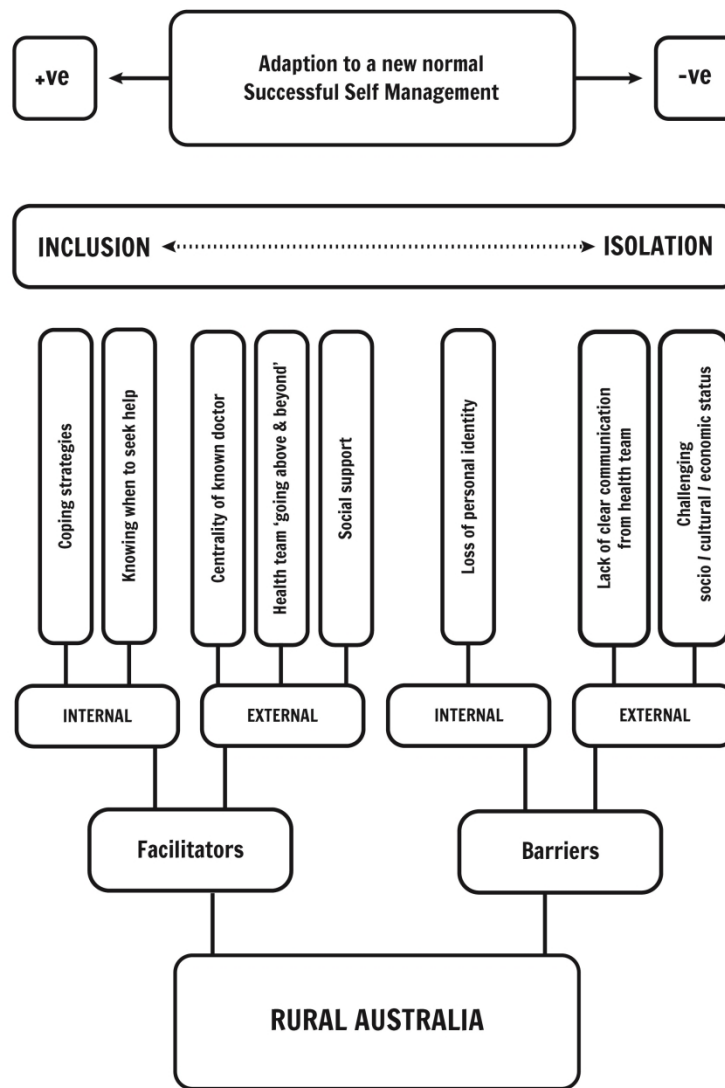 +ve
Adaption to a new normal
Successful Self Management
-ve
INCLUSION
ISOLATION
Coping strategies
Knowing when to seek help
Centrality of known doctor
Health team ‘going above & beyond’
Social support
Loss of personal identity
Lack of clear communication
from health team
Challenging
socio / cultural / economic status
INTERNAL
EXTERNAL
INTERNAL
EXTERNAL
Facilitators
Barriers
RURAL AUSTRALIA